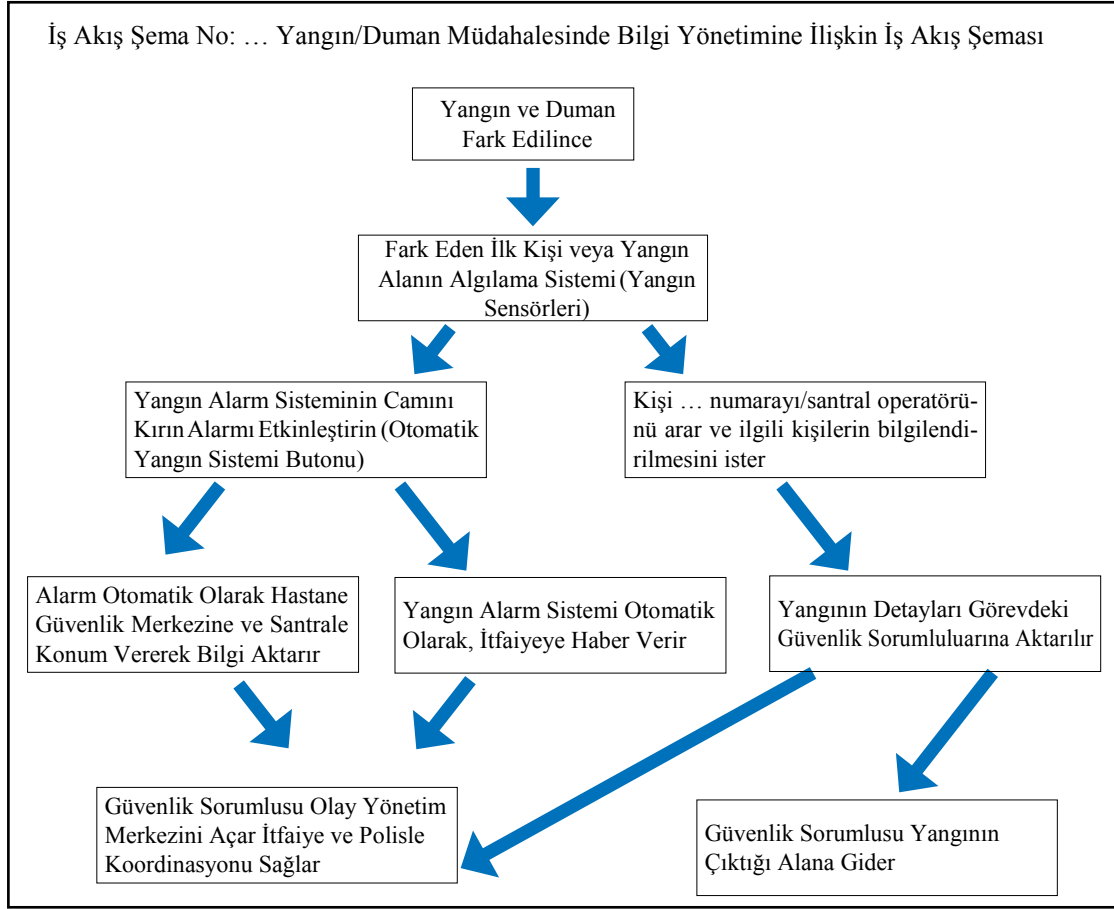 İş Akış Şema No: … Yangın/Duman Müdahalesinde Bilgi Yönetimine İlişkin İş Akış Şeması
Yangın ve Duman
Fark Edilince
Fark Eden İlk Kişi veya Yangın
Alanın Algılama Sistemi (Yangın
Sensörleri)
Yangın Alarm Sisteminin Camını
Kırın Alarmı Etkinleştirin (Otomatik
Yangın Sistemi Butonu)
Kişi … numarayı/santral operatörü-
nü arar ve ilgili kişilerin bilgilendi-
rilmesini ister
Alarm Otomatik Olarak Hastane
Güvenlik Merkezine ve Santrale
Konum Vererek Bilgi Aktarır
Yangın Alarm Sistemi Otomatik
Olarak, İtfaiyeye Haber Verir
Yangının Detayları Görevdeki
Güvenlik Sorumluluarına Aktarılır
Güvenlik Sorumlusu Olay Yönetim
Merkezini Açar İtfaiye ve Polisle
Koordinasyonu Sağlar
Güvenlik Sorumlusu Yangının
Çıktığı Alana Gider